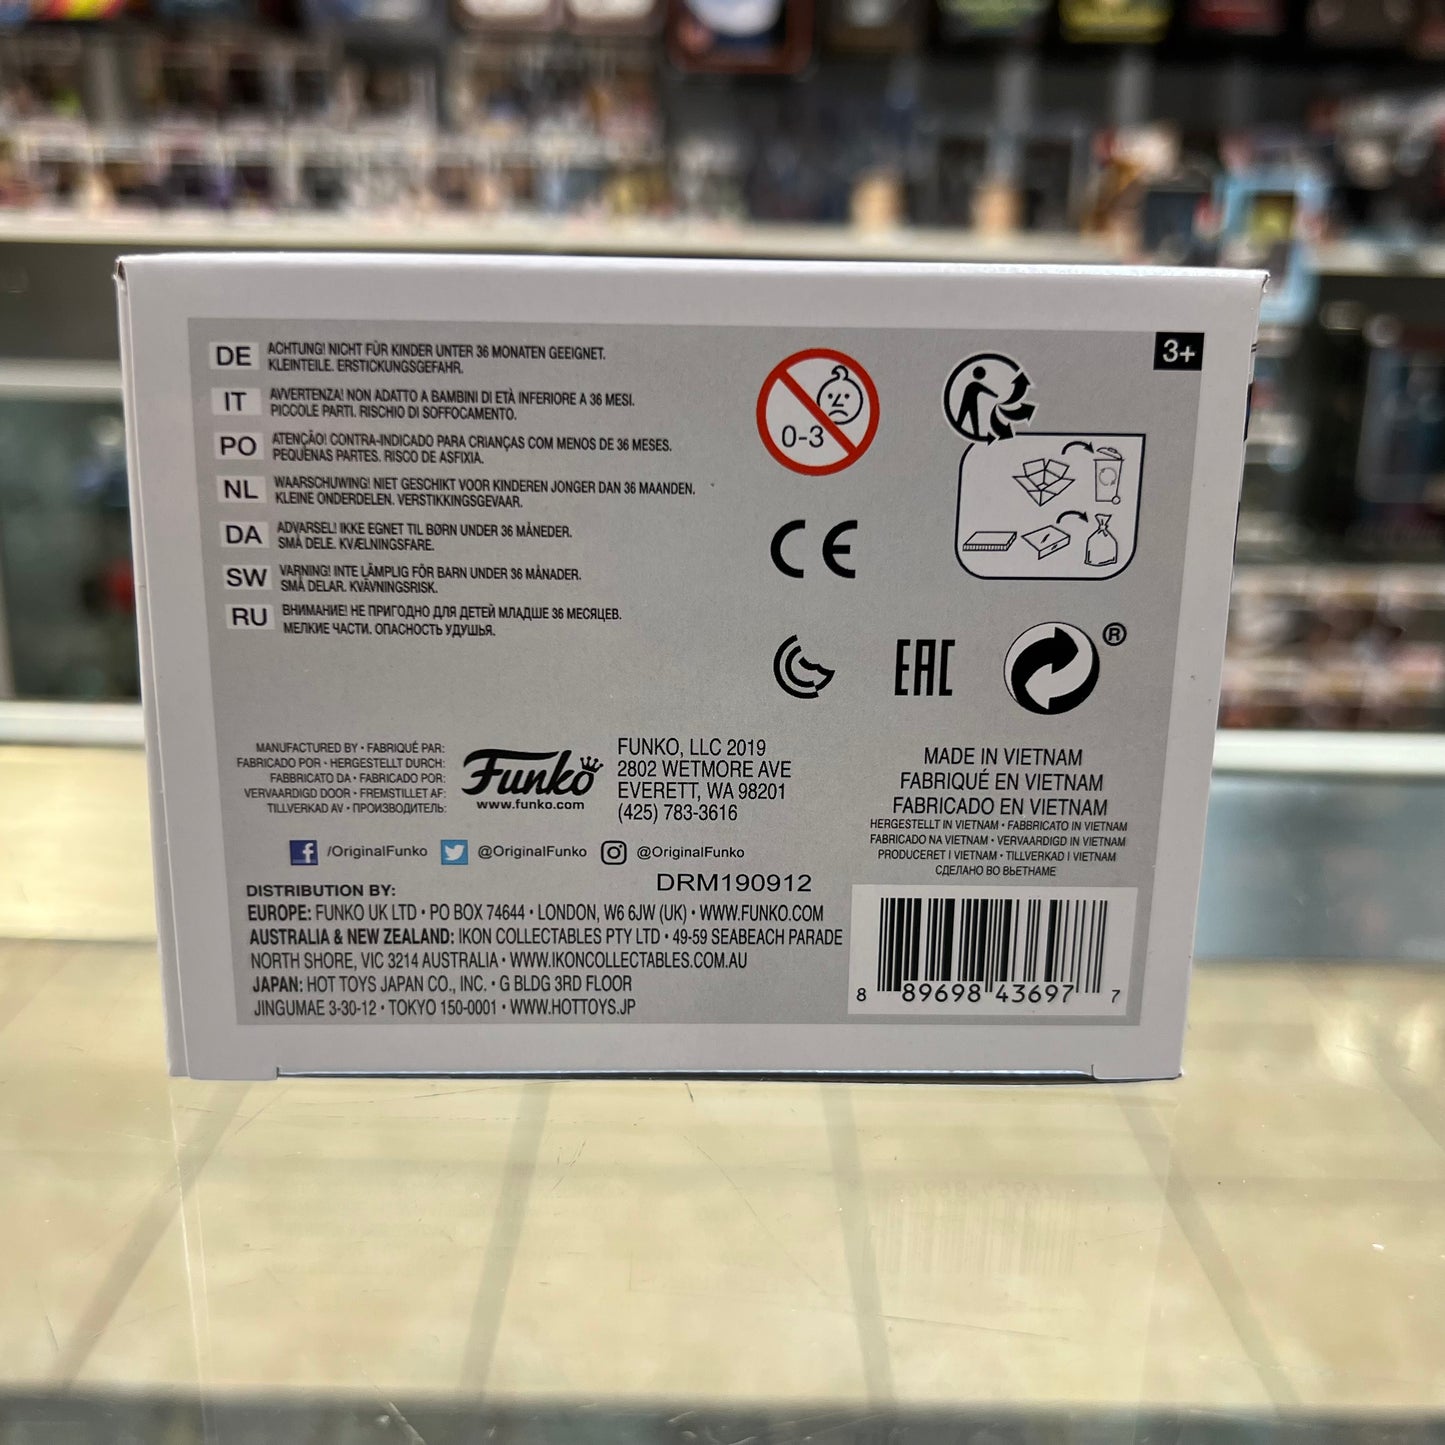 3+
DE ACHTUNG! NICHT FÜR KINDER UNTER 36 MONATEN GEEIGNET.
KLEINTEILE. ERSTICKUNGSGEFAHR.
IT AVVERTENZA! NON ADATTO A BAMBINI DI ETÀ INFERIORE A 36 MESI.
PICCOLE PARTI. RISCHIO DI SOFFOCAMENTO.
PO ATENÇÃO! CONTRA-INDICADO PARA CRIANÇAS COM MENOS DE 36 MESES.
PEQUENAS PARTES. RISCO DE ASFIXIA.
NL WAARSCHUWING! NIET GESCHIKT VOOR KINDEREN JONGER DAN 36 MAANDEN.
KLEINE ONDERDELEN. VERSTIKKINGSGEVAAR.
DA ADVARSEL! IKKE EGNET TIL BØRN UNDER 36 MÅNEDER.
SMÅ DELE. KVÆLNINGSFARE.
SW VARNING! INTE LÄMPLIG FÖR BARN UNDER 36 MÅNADER.
SMÅ DELAR. KVÄVNINGSRISK.
RU ВНИМАНИЕ! НЕ ПРИГОДНО ДЛЯ ДЕТЕЙ МЛАДШЕ 36 МЕСЯЦЕВ.
МЕЛКИЕ ЧАСТИ. ОПАСНОСТЬ УДУШЬЯ.
0-3
CE
EAC
®
MANUFACTURED BY • FABRIQUÉ PAR:
FABRICADO POR • HERGESTELLT DURCH:
FABBRICATO DA • FABRICADO POR:
VERVAARDIGD DOOR • FREMSTILLET AF:
TILLVERKAD AV • ПРОИЗВОДИТЕЛЬ:
Funko
www.funko.com
FUNKO, LLC 2019
2802 WETMORE AVE
EVERETT, WA 98201
(425) 783-3616
/OriginalFunko @OriginalFunko @OriginalFunko
DRM190912
DISTRIBUTION BY:
EUROPE: FUNKO UK LTD • PO BOX 74644 • LONDON, W6 6JW (UK) • WWW.FUNKO.COM
AUSTRALIA & NEW ZEALAND: IKON COLLECTABLES PTY LTD • 49-59 SEABEACH PARADE
NORTH SHORE, VIC 3214 AUSTRALIA • WWW.IKONCOLLECTABLES.COM.AU
JAPAN: HOT TOYS JAPAN CO., INC. • G BLDG 3RD FLOOR
JINGUMAE 3-30-12 • TOKYO 150-0001 • WWW.HOTTOYS.JP
MADE IN VIETNAM
FABRIQUÉ EN VIETNAM
FABRICADO EN VIETNAM
HERGESTELLT IN VIETNAM • FABBRICATO IN VIETNAM
FABRICADO NA VIETNAM • VERVAARDIGD IN VIETNAM
PRODUCERET I VIETNAM • TILLVERKAD I VIETNAM
СДЕЛАНО ВО ВЬЕТНАМЕ
8 89698 43697 7